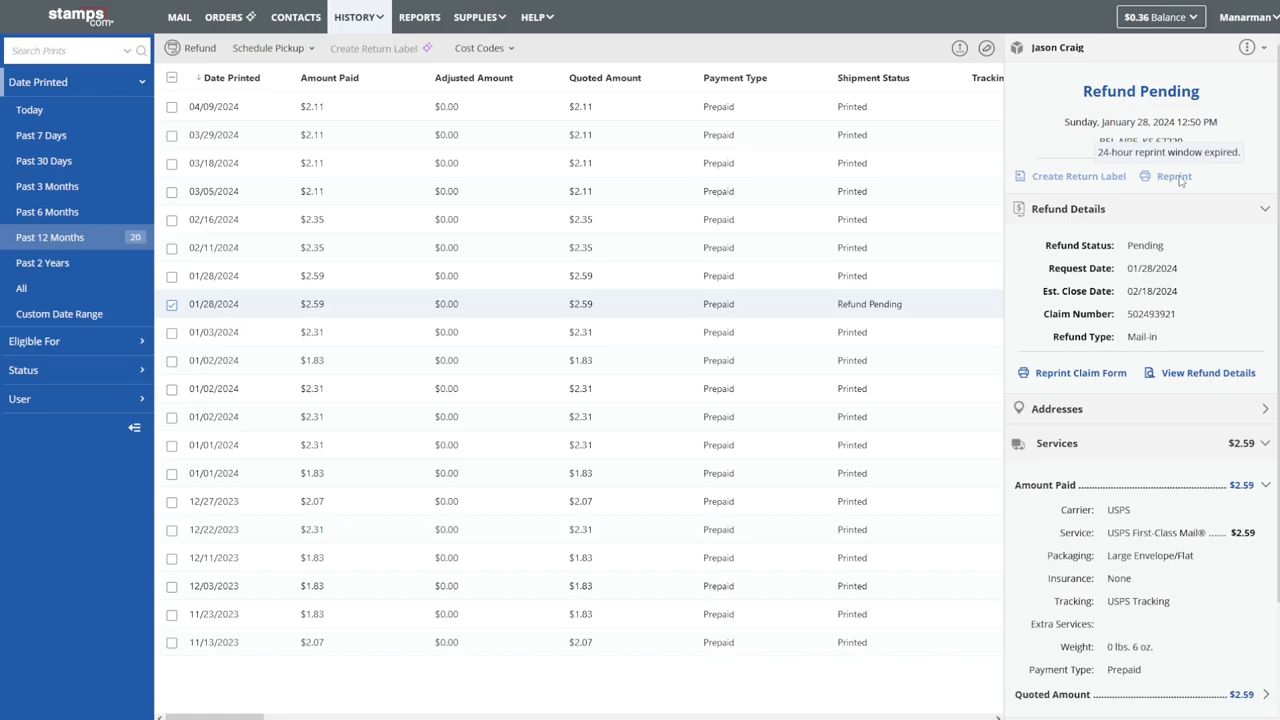 stamps.com
MAIL ORDERS CONTACTS HISTORY REPORTS SUPPLIES HELP $0.36 Balance Manarman
Search Prints
Date Printed
Today
Past 7 Days
Past 30 Days
Past 3 Months
Past 6 Months
Past 12 Months 20
Past 2 Years
All
Custom Date Range
Eligible For
Status
User
Refund Schedule Pickup Create Return Label Cost Codes
Date Printed Amount Paid Adjusted Amount Quoted Amount Payment Type Shipment Status
04/09/2024 $2.11 $0.00 $2.11 Prepaid Printed
03/29/2024 $2.11 $0.00 $2.11 Prepaid Printed
03/18/2024 $2.11 $0.00 $2.11 Prepaid Printed
03/05/2024 $2.11 $0.00 $2.11 Prepaid Printed
02/16/2024 $2.35 $0.00 $2.35 Prepaid Printed
02/11/2024 $2.35 $0.00 $2.35 Prepaid Printed
01/28/2024 $2.59 $0.00 $2.59 Prepaid Printed
01/28/2024 $2.59 $0.00 $2.59 Prepaid Refund Pending
01/03/2024 $2.31 $0.00 $2.31 Prepaid Printed
01/02/2024 $1.83 $0.00 $1.83 Prepaid Printed
01/02/2024 $2.31 $0.00 $2.31 Prepaid Printed
01/02/2024 $2.31 $0.00 $2.31 Prepaid Printed
01/01/2024 $2.31 $0.00 $2.31 Prepaid Printed
01/01/2024 $1.83 $0.00 $1.83 Prepaid Printed
12/27/2023 $2.07 $0.00 $2.07 Prepaid Printed
12/22/2023 $2.31 $0.00 $2.31 Prepaid Printed
12/11/2023 $1.83 $0.00 $1.83 Prepaid Printed
12/03/2023 $1.83 $0.00 $1.83 Prepaid Printed
11/23/2023 $1.83 $0.00 $1.83 Prepaid Printed
11/13/2023 $2.07 $0.00 $2.07 Prepaid Printed
Jason Craig
Refund Pending
Sunday, January 28, 2024 12:50 PM
24-hour reprint window expired.
Create Return Label Reprint
Refund Details
Refund Status: Pending
Request Date: 01/28/2024
Est. Close Date: 02/18/2024
Claim Number: 502493921
Refund Type: Mail-in
Reprint Claim Form View Refund Details
Addresses
Services $2.59
Amount Paid $2.59
Carrier: USPS
Service: USPS First-Class Mail® ...... $2.59
Packaging: Large Envelope/Flat
Insurance: None
Tracking: USPS Tracking
Extra Services:
Weight: 0 lbs. 6 oz.
Payment Type: Prepaid
Quoted Amount $2.59